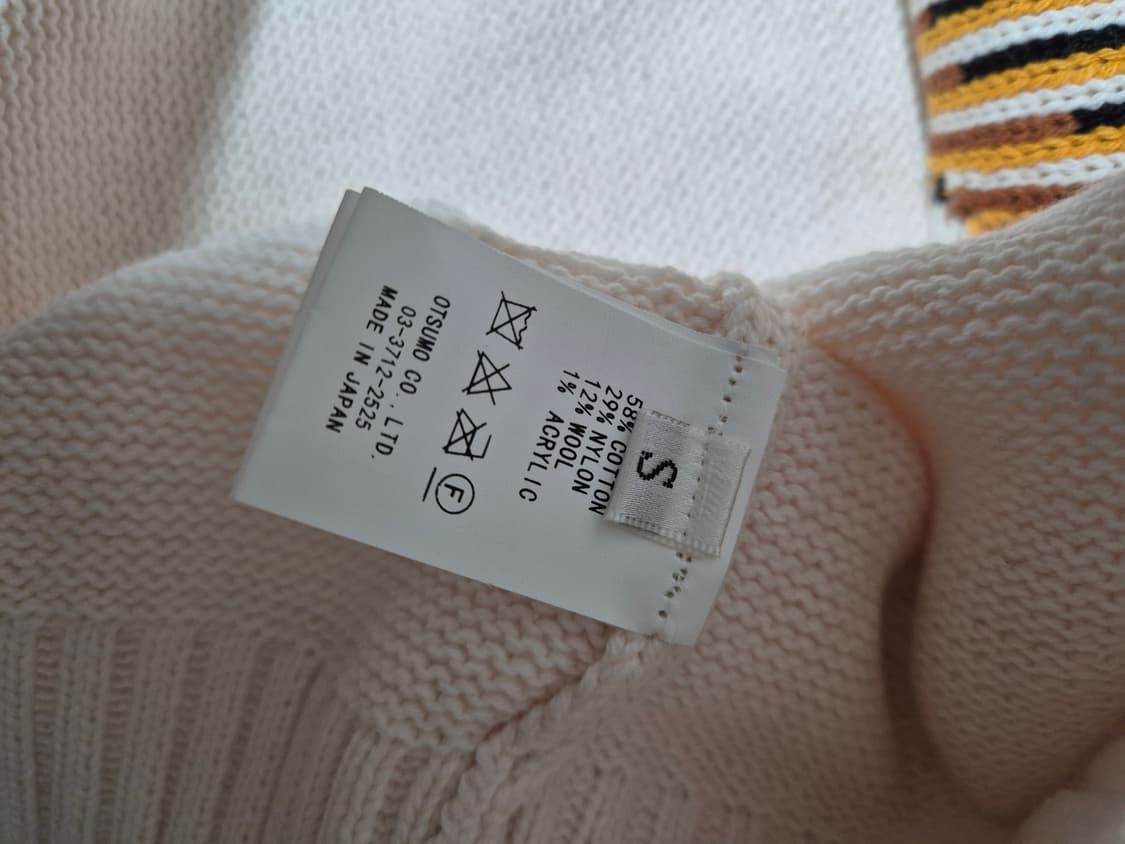 S
58% COTTON
29% NYLON
12% WOOL
1% ACRYLIC
F
OTSUMO CO., LTD.
03-3712-2525
MADE IN JAPAN